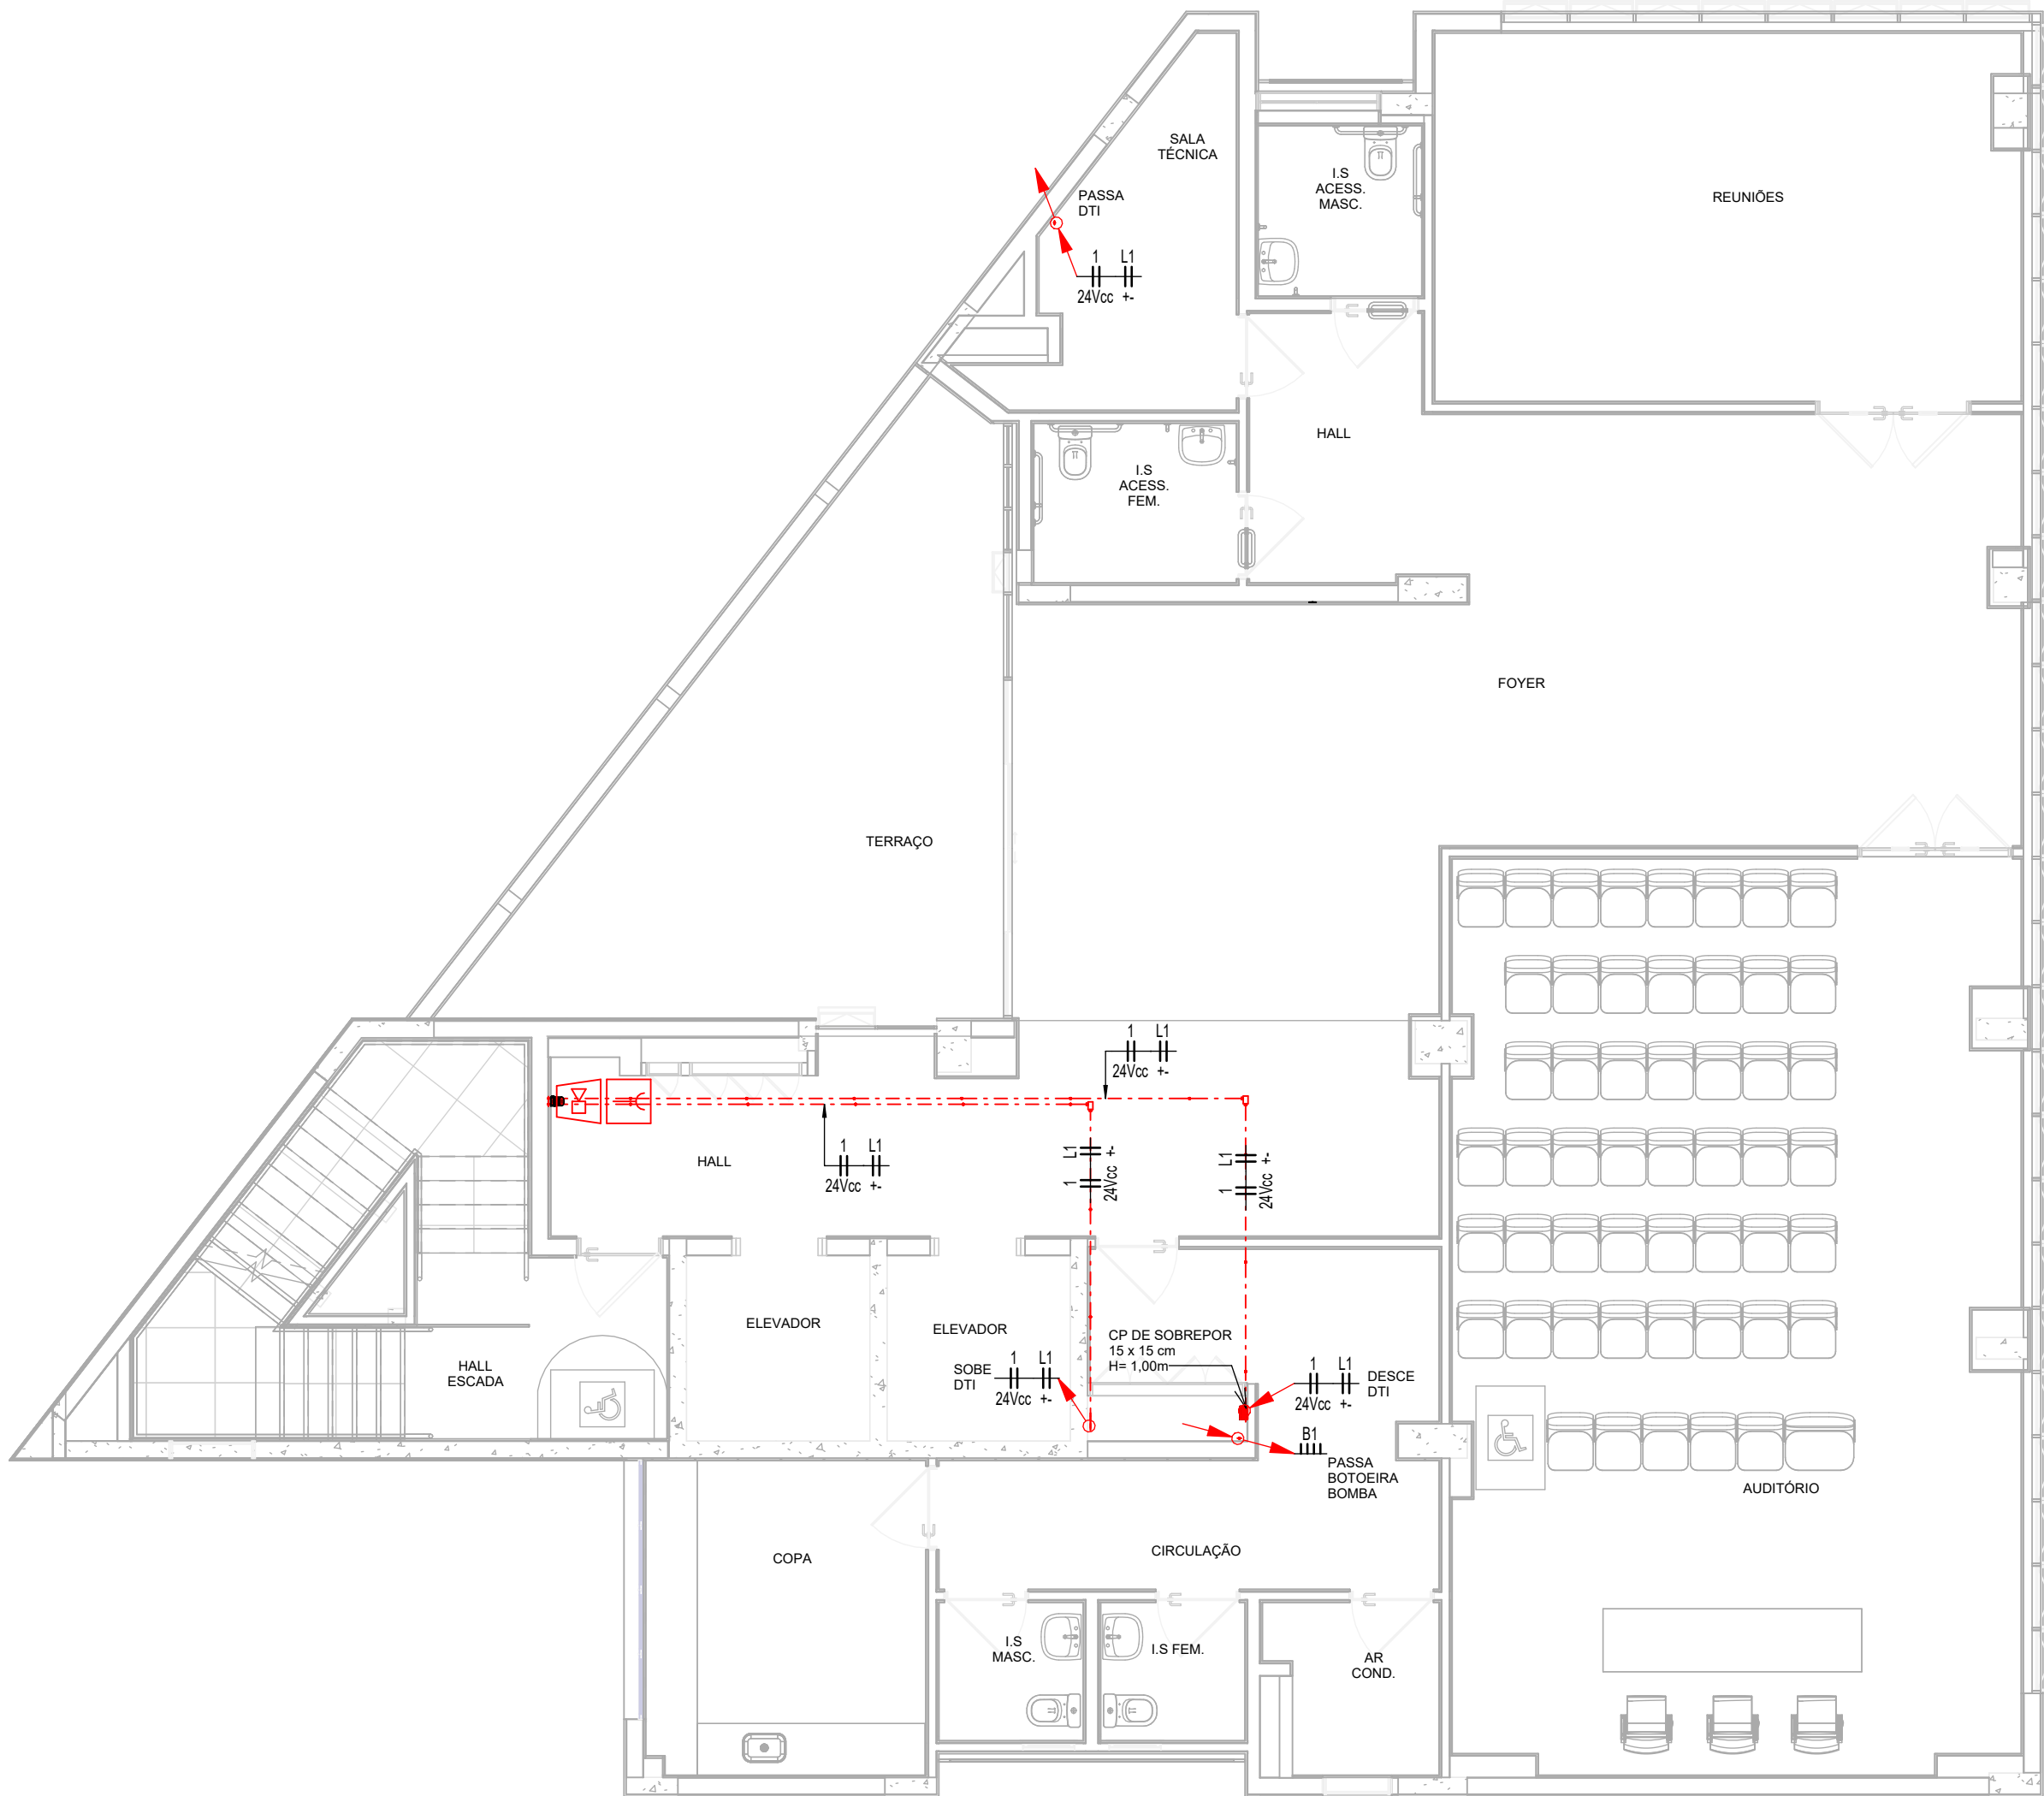 SALA
TÉCNICA
I.S
ACESS.
MASC.
REUNIÕES
PASSA
DTI
1 L1
24Vcc +-
HALL
I.S
ACESS.
FEM.
FOYER
TERRAÇO
1 L1
24Vcc +-
HALL
1 L1
24Vcc +-
1 L1
24Vcc +-
1 L1
24Vcc +-
ELEVADOR
ELEVADOR
CP DE SOBREPOR
15 x 15 cm
H= 1,00m
HALL
ESCADA
SOBE
DTI
1 L1
24Vcc +-
1 L1
24Vcc +-
DESCE
DTI
B1
PASSA
BOTOEIRA
BOMBA
AUDITÓRIO
COPA
CIRCULAÇÃO
I.S
MASC.
I.S FEM.
AR
COND.